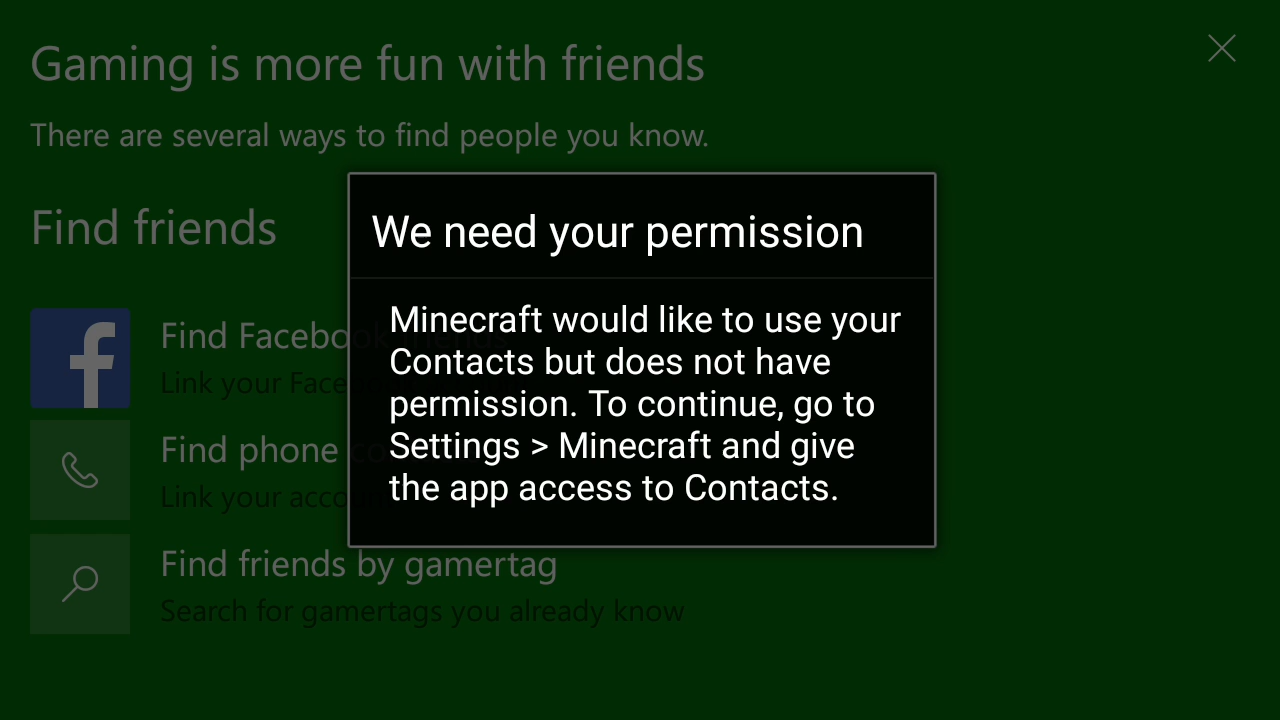 Gaming is more fun with friends
There are several ways to find people you know.
Find friends
We need your permission
Minecraft would like to use your
Contacts but does not have
permission. To continue, go to
Settings > Minecraft and give
the app access to Contacts.
Find Facebook friends
Link your Facebook
Find phone
Link your account
Find friends by gamertag
Search for gamertags you already know